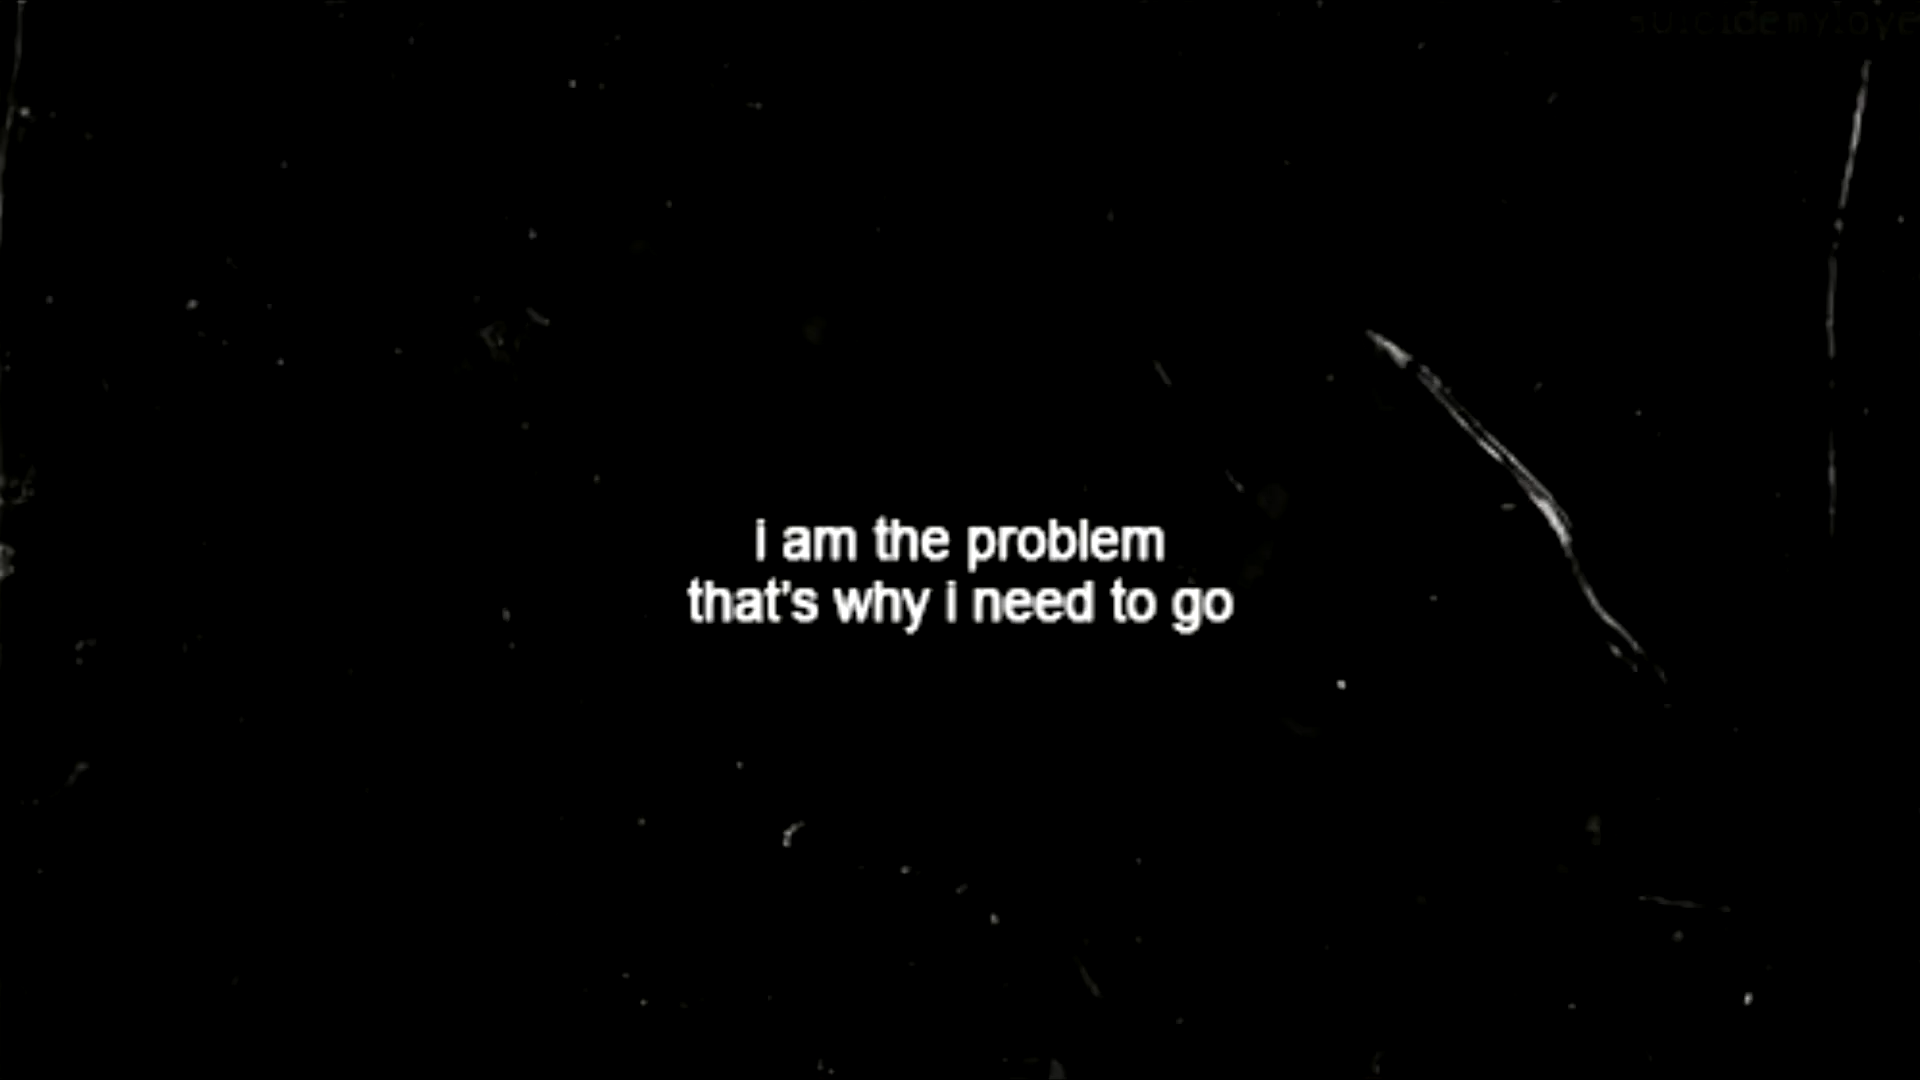 i am the problem
that's why i need to go